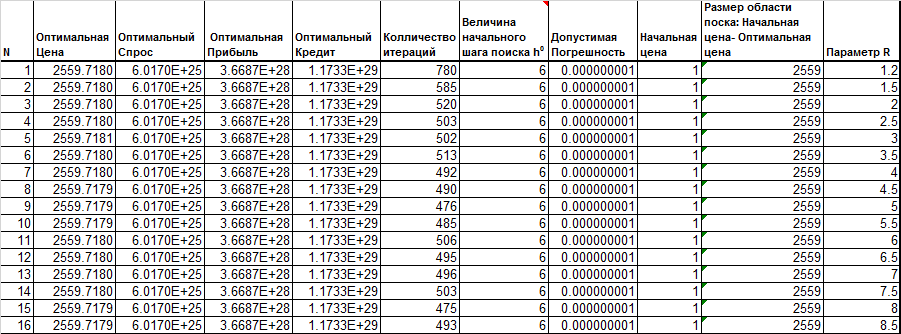 N Оптимальная Цена Оптимальный Спрос Оптимальная Прибыль Оптимальный Кредит Колличество итераций Величина начального шага поиска h⁰ Допустимая Погрешность Начальная цена Размер области поска: Начальная цена- Оптимальная цена Параметр R
1 2559.7180 6.0170E+25 3.6687E+28 1.1733E+29 780 6 0.000000001 1 2559 1.2
2 2559.7180 6.0170E+25 3.6687E+28 1.1733E+29 585 6 0.000000001 1 2559 1.5
3 2559.7180 6.0170E+25 3.6687E+28 1.1733E+29 520 6 0.000000001 1 2559 2
4 2559.7180 6.0170E+25 3.6687E+28 1.1733E+29 503 6 0.000000001 1 2559 2.5
5 2559.7181 6.0170E+25 3.6687E+28 1.1733E+29 502 6 0.000000001 1 2559 3
6 2559.7180 6.0170E+25 3.6687E+28 1.1733E+29 513 6 0.000000001 1 2559 3.5
7 2559.7180 6.0170E+25 3.6687E+28 1.1733E+29 492 6 0.000000001 1 2559 4
8 2559.7179 6.0170E+25 3.6687E+28 1.1733E+29 490 6 0.000000001 1 2559 4.5
9 2559.7179 6.0170E+25 3.6687E+28 1.1733E+29 476 6 0.000000001 1 2559 5
10 2559.7179 6.0170E+25 3.6687E+28 1.1733E+29 485 6 0.000000001 1 2559 5.5
11 2559.7180 6.0170E+25 3.6687E+28 1.1733E+29 506 6 0.000000001 1 2559 6
12 2559.7180 6.0170E+25 3.6687E+28 1.1733E+29 495 6 0.000000001 1 2559 6.5
13 2559.7180 6.0170E+25 3.6687E+28 1.1733E+29 496 6 0.000000001 1 2559 7
14 2559.7180 6.0170E+25 3.6687E+28 1.1733E+29 503 6 0.000000001 1 2559 7.5
15 2559.7179 6.0170E+25 3.6687E+28 1.1733E+29 475 6 0.000000001 1 2559 8
16 2559.7179 6.0170E+25 3.6687E+28 1.1733E+29 493 6 0.000000001 1 2559 8.5